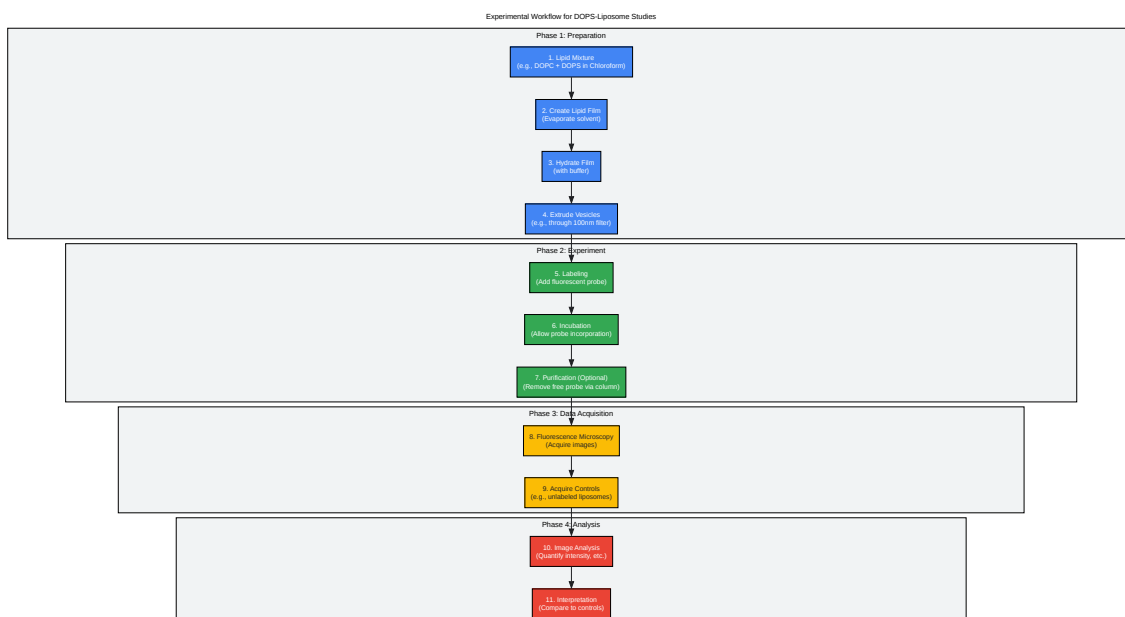 Experimental Workflow for DOPS-Liposome Studies
Phase 1: Preparation
1. Lipid Mixture
(e.g., DOPC + DOPS in Chloroform)
2. Create Lipid Film
(Evaporate solvent)
3. Hydrate Film
(with buffer)
4. Extrude Vesicles
(e.g., through 100nm filter)
Phase 2: Experiment
5. Labeling
(Add fluorescent probe)
6. Incubation
(Allow probe incorporation)
7. Purification (Optional)
(Remove free probe via column)
Phase 3: Data Acquisition
8. Fluorescence Microscopy
(Acquire images)
9. Acquire Controls
(e.g., unlabeled liposomes)
Phase 4: Analysis
10. Image Analysis
(Quantify intensity, etc.)
11. Interpretation
(Compare to controls)